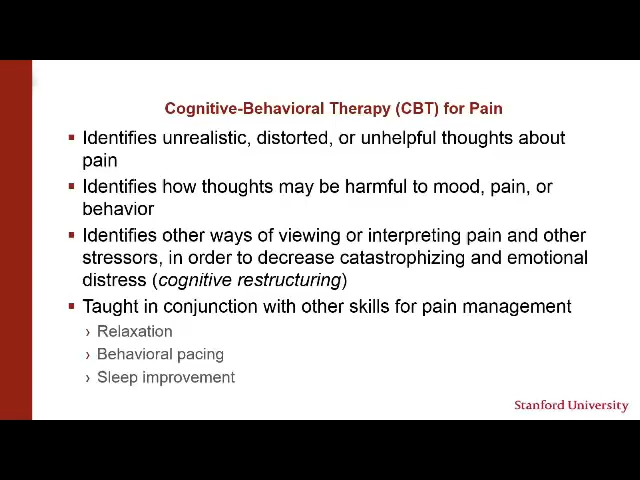 Cognitive-Behavioral Therapy (CBT) for Pain
▪ Identifies unrealistic, distorted, or unhelpful thoughts about
pain
▪ Identifies how thoughts may be harmful to mood, pain, or
behavior
▪ Identifies other ways of viewing or interpreting pain and other
stressors, in order to decrease catastrophizing and emotional
distress (cognitive restructuring)
▪ Taught in conjunction with other skills for pain management
› Relaxation
› Behavioral pacing
› Sleep improvement
Stanford University